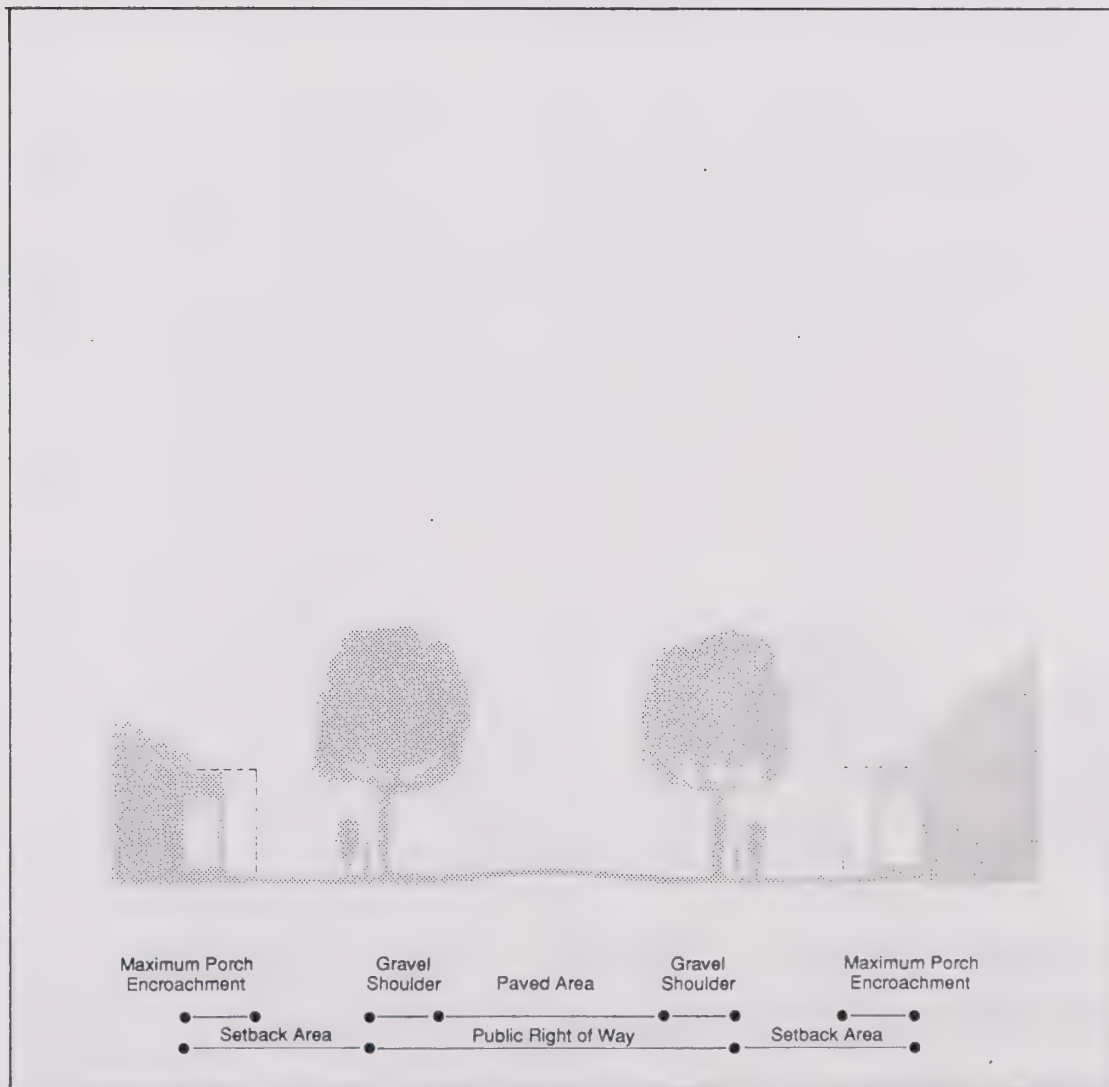 Maximum Porch
Encroachment
Gravel
Shoulder
Paved Area
Gravel
Shoulder
Maximum Porch
Encroachment
Setback Area
Public Right of Way
Setback Area